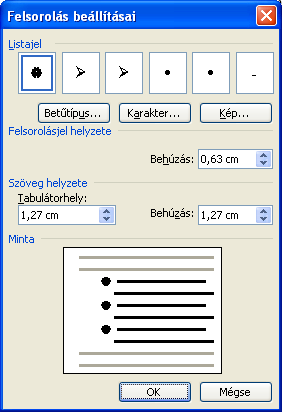 Felsorolás beállításai
Listajel
Betűtípus... Karakter... Kép...
Felsorolásjel helyzete
Behúzás: 0,63 cm
Szöveg helyzete
Tabulátorhely:
1,27 cm Behúzás: 1,27 cm
Minta
OK Mégse